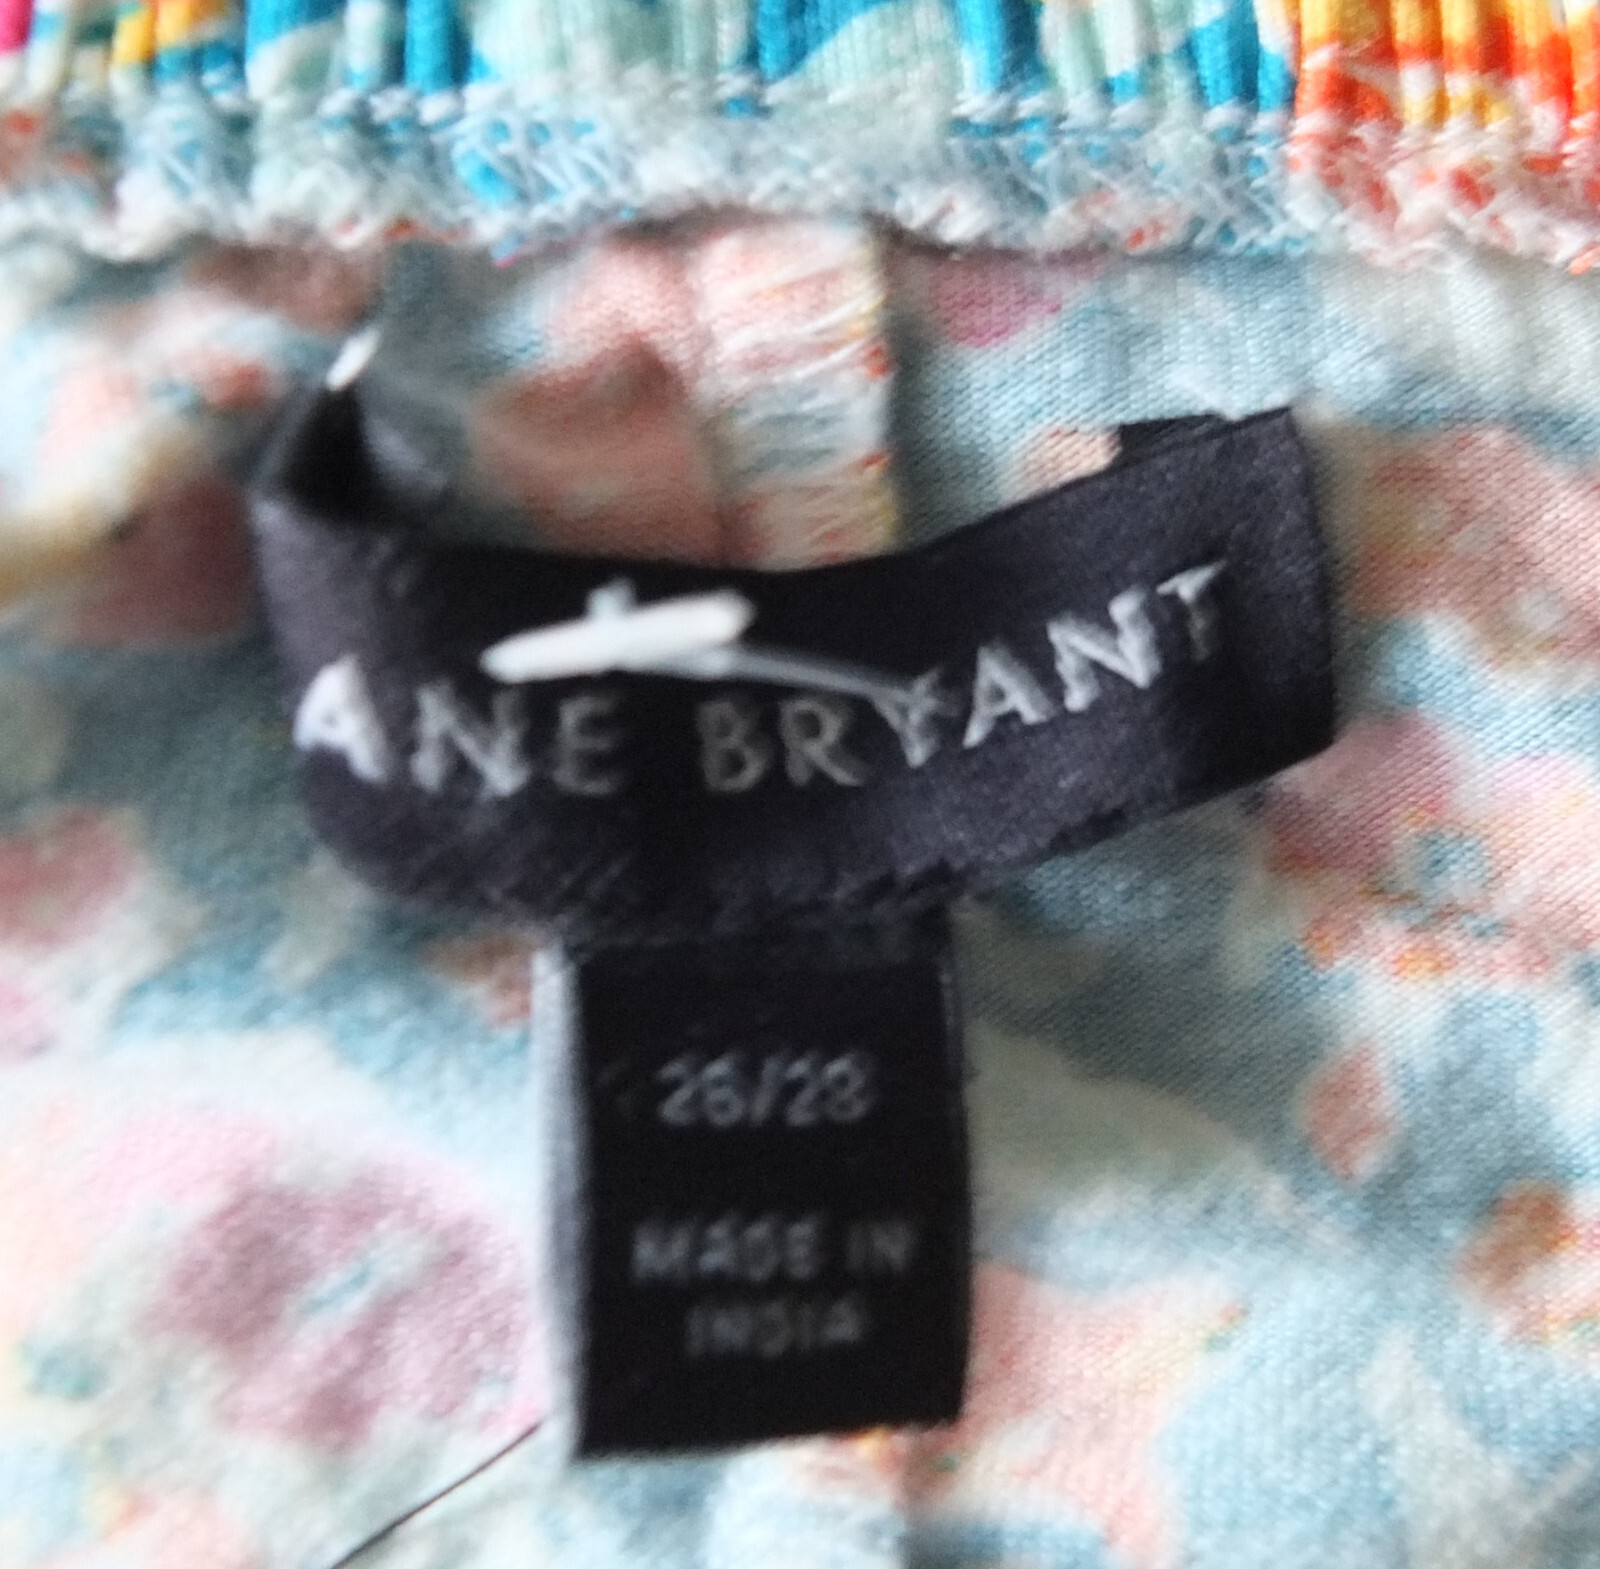 ANE BRYANT
26/28
MADE IN
INDIA